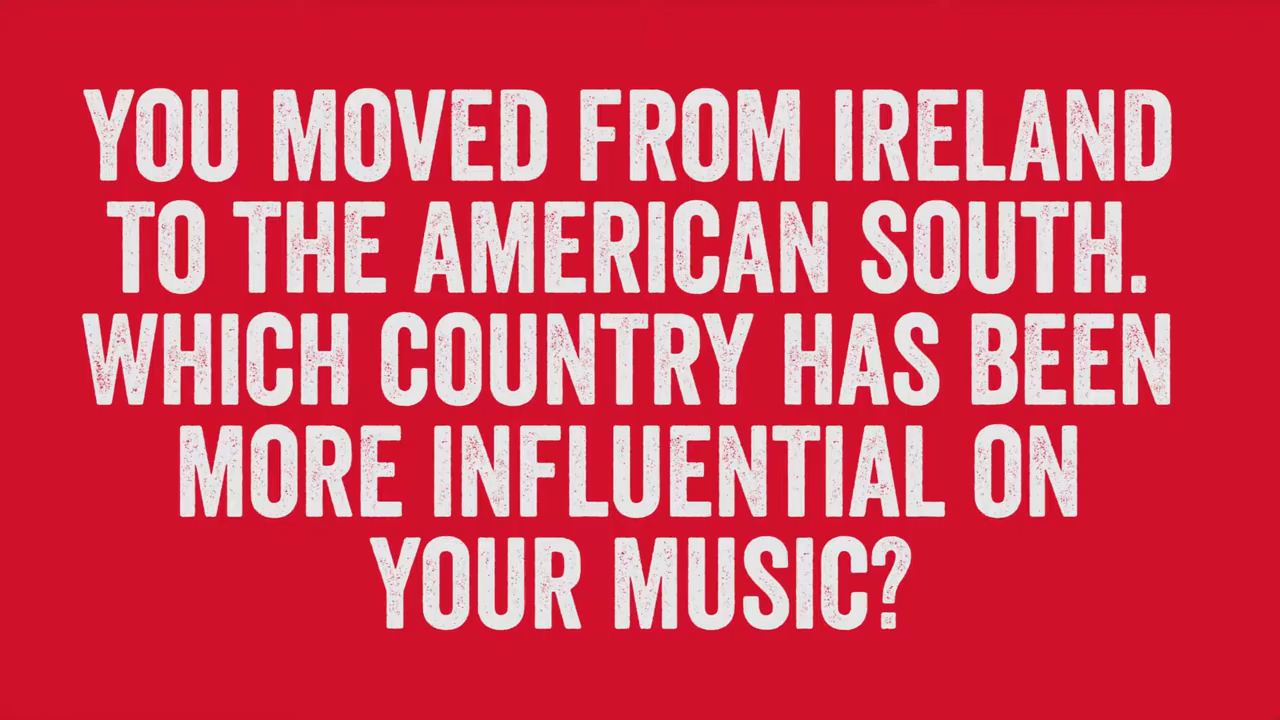 YOU MOVED FROM IRELAND
TO THE AMERICAN SOUTH.
WHICH COUNTRY HAS BEEN
MORE INFLUENTIAL ON
YOUR MUSIC?